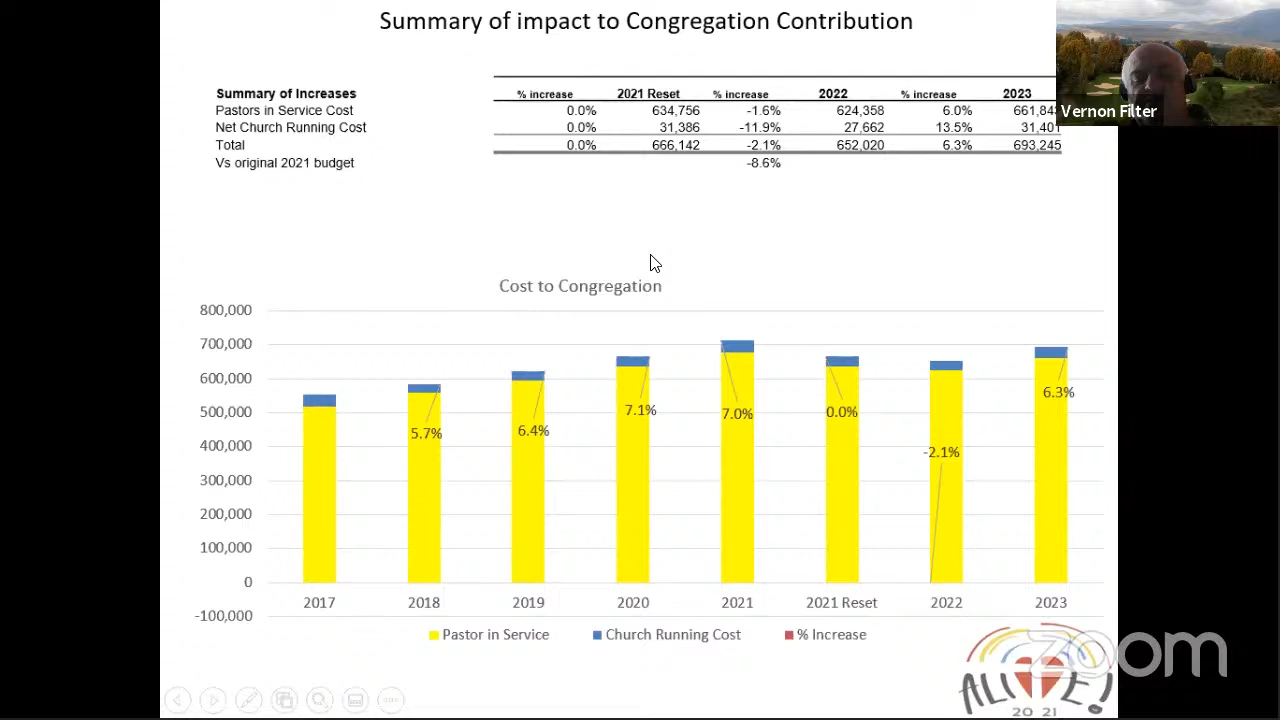 Summary of impact to Congregation Contribution
Vernon Filter
Summary of Increases % increase 2021 Reset % increase 2022 % increase 2023
Pastors in Service Cost 0.0% 634,756 -1.6% 624,358 6.0% 661,84
Net Church Running Cost 0.0% 31,386 -11.9% 27,662 13.5% 31,401
Total 0.0% 666,142 -2.1% 652,020 6.3% 693,245
Vs original 2021 budget -8.6%
Cost to Congregation
800,000
700,000
600,000
500,000
400,000
300,000
200,000
100,000
0
-100,000
5.7%
6.4%
7.1%
7.0%
0.0%
-2.1%
6.3%
2017 2018 2019 2020 2021 2021 Reset 2022 2023
Pastor in Service Church Running Cost % Increase
zoom
ALIVE!
2021